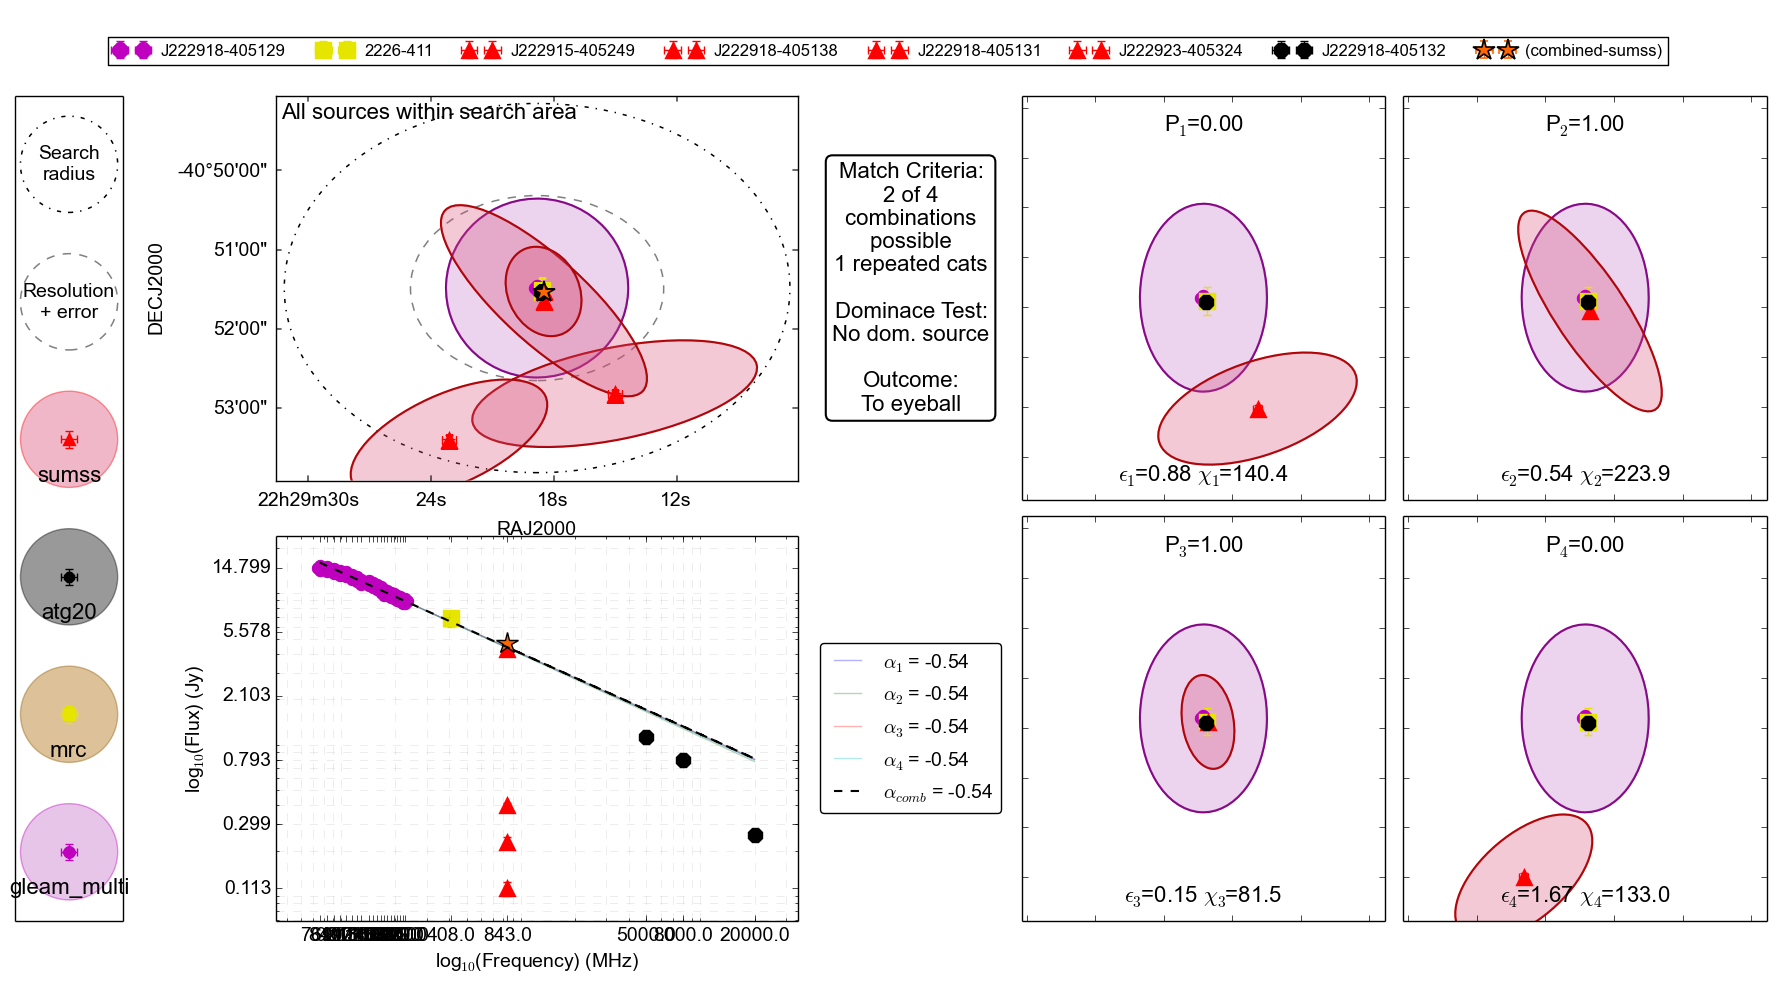 J222918-405129 2226-411 J222915-405249 J222918-405138 J222918-405131 J222923-405324 J222918-405132 (combined-sumss)
Search
radius
Resolution
+ error
sumss
atg20
mrc
gleam_multi
All sources within search area
DECJ2000
-40°50'00"
51'00"
52'00"
53'00"
22h29m30s 24s 18s 12s
RAJ2000
Match Criteria:
2 of 4
combinations
possible
1 repeated cats
Dominace Test:
No dom. source
Outcome:
To eyeball
P1=0.00
ϵ1=0.88 χ1=140.4
P2=1.00
ϵ2=0.54 χ2=223.9
log10(Flux) (Jy)
14.799
5.578
2.103
0.793
0.299
0.113
408.0 843.0 5000.0 8000.0 20000.0
log10(Frequency) (MHz)
α1 = -0.54
α2 = -0.54
α3 = -0.54
α4 = -0.54
αcomb = -0.54
P3=1.00
ϵ3=0.15 χ3=81.5
P4=0.00
ϵ4=1.67 χ4=133.0